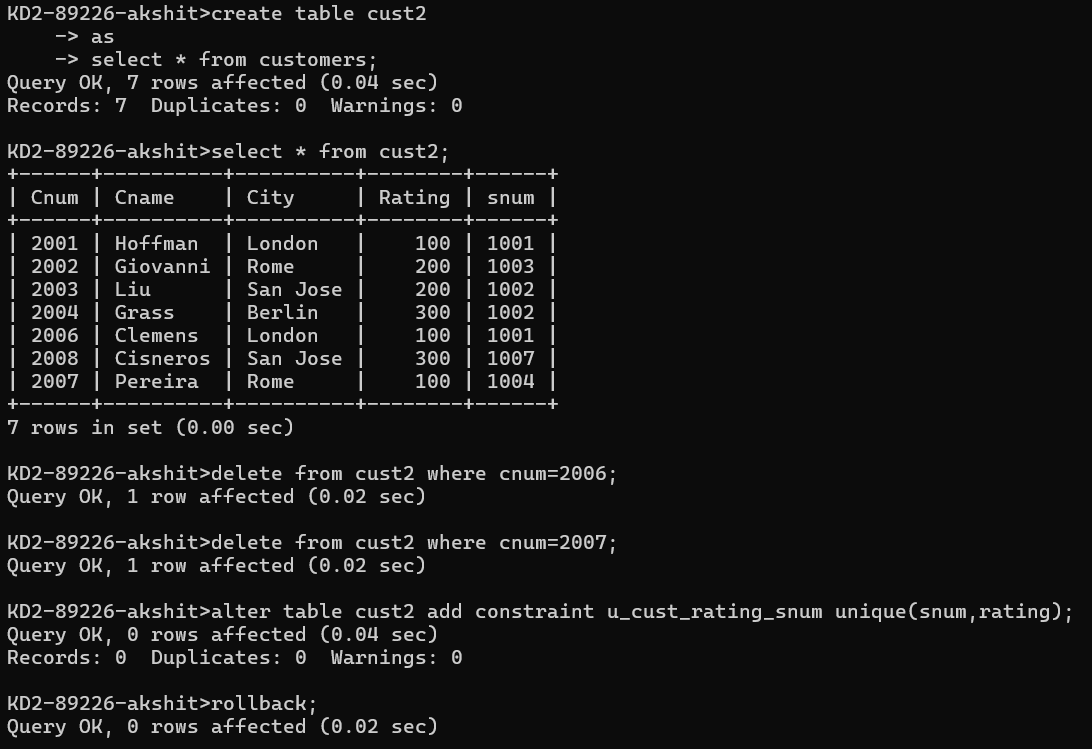 KD2-89226-akshit>create table cust2
    -> as
    -> select * from customers;
Query OK, 7 rows affected (0.04 sec)
Records: 7  Duplicates: 0  Warnings: 0

KD2-89226-akshit>select * from cust2;
+------+----------+----------+--------+------+
| Cnum | Cname    | City     | Rating | snum |
+------+----------+----------+--------+------+
| 2001 | Hoffman  | London   |    100 | 1001 |
| 2002 | Giovanni | Rome     |    200 | 1003 |
| 2003 | Liu      | San Jose |    200 | 1002 |
| 2004 | Grass    | Berlin   |    300 | 1002 |
| 2006 | Clemens  | London   |    100 | 1001 |
| 2008 | Cisneros | San Jose |    300 | 1007 |
| 2007 | Pereira  | Rome     |    100 | 1004 |
+------+----------+----------+--------+------+
7 rows in set (0.00 sec)

KD2-89226-akshit>delete from cust2 where cnum=2006;
Query OK, 1 row affected (0.02 sec)

KD2-89226-akshit>delete from cust2 where cnum=2007;
Query OK, 1 row affected (0.02 sec)

KD2-89226-akshit>alter table cust2 add constraint u_cust_rating_snum unique(snum,rating);
Query OK, 0 rows affected (0.04 sec)
Records: 0  Duplicates: 0  Warnings: 0

KD2-89226-akshit>rollback;
Query OK, 0 rows affected (0.02 sec)